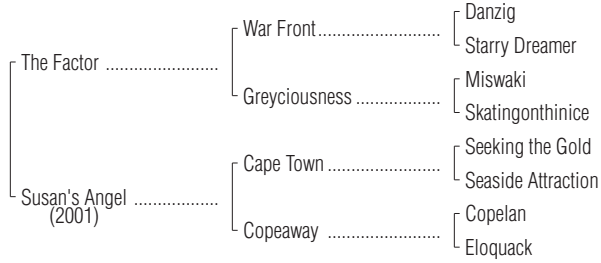 Danzig
War Front........................
Starry Dreamer
The Factor ......................
Miswaki
Greyciousness .................
Skatingonthinice
Seeking the Gold
Cape Town .......................
Seaside Attraction
Susan's Angel .................
(2001)
Copelan
Copeaway .......................
Eloquack